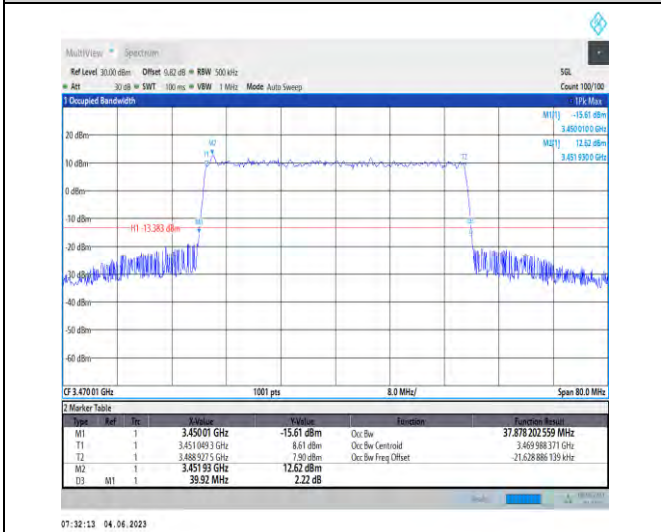 MultiView Spectrum
Ref Level 30.00 dBm Offset 0.82 dB RBW 500 kHz SGL
Att 30 dB SWT 100 ms VBW 1 MHz Mode Auto Sweep Count 100/100
1 Occupied Bandwidth 1Pk Max
M1[1] -15.61 dBm
3.450010 0 GHz
M2[1] 12.62 dBm
3.451 930 0 GHz
20 dBm
M2
T1
T2
10 dBm
0 dBm
-10 dBm
H1 -13.383 dBm
-20 dBm
-30 dBm
-40 dBm
-50 dBm
-60 dBm
CF 3.470 01 GHz 1001 pts 8.0 MHz/ Span 80.0 MHz
2 Marker Table
Type Ref Trc X-Value Y-Value Function Function Result
M1 1 3.450 01 GHz -15.61 dBm Occ Bw 37.878 202 559 MHz
T1 1 3.451 049 3 GHz 8.61 dBm Occ Bw Centroid 3.469 988 371 GHz
T2 1 3.488 927 5 GHz 7.90 dBm Occ Bw Freq Offset -21.628 886 139 kHz
M2 1 3.451 93 GHz 12.62 dBm
D3 M1 1 39.92 MHz 2.22 dB
07:32:13 04.06.2023